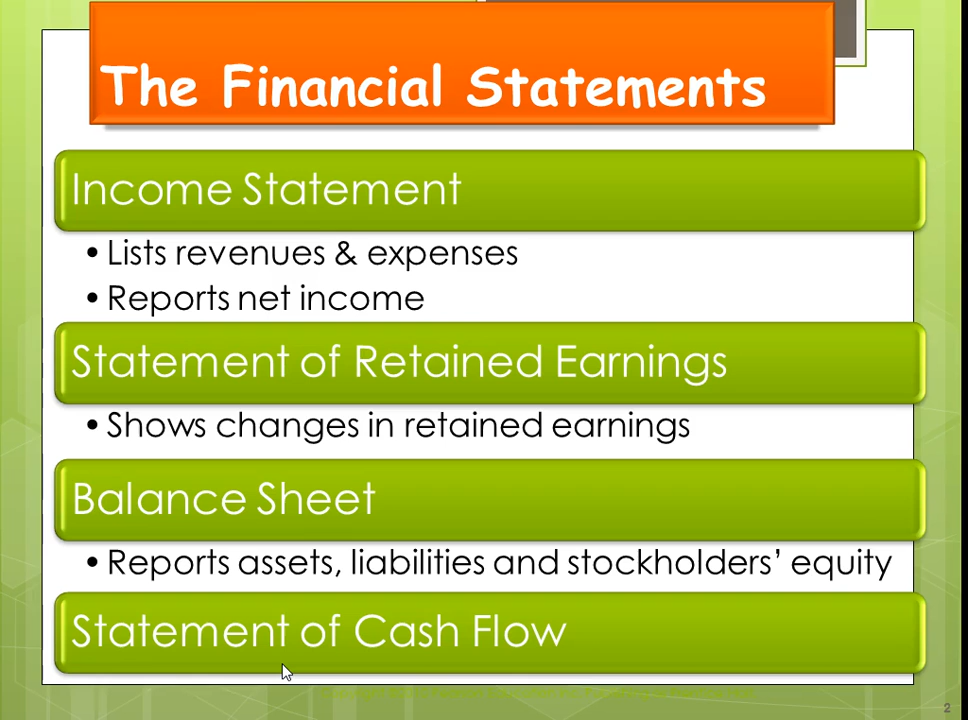 The Financial Statements
Income Statement
• Lists revenues & expenses
• Reports net income
Statement of Retained Earnings
• Shows changes in retained earnings
Balance Sheet
• Reports assets, liabilities and stockholders’ equity
Statement of Cash Flow
2